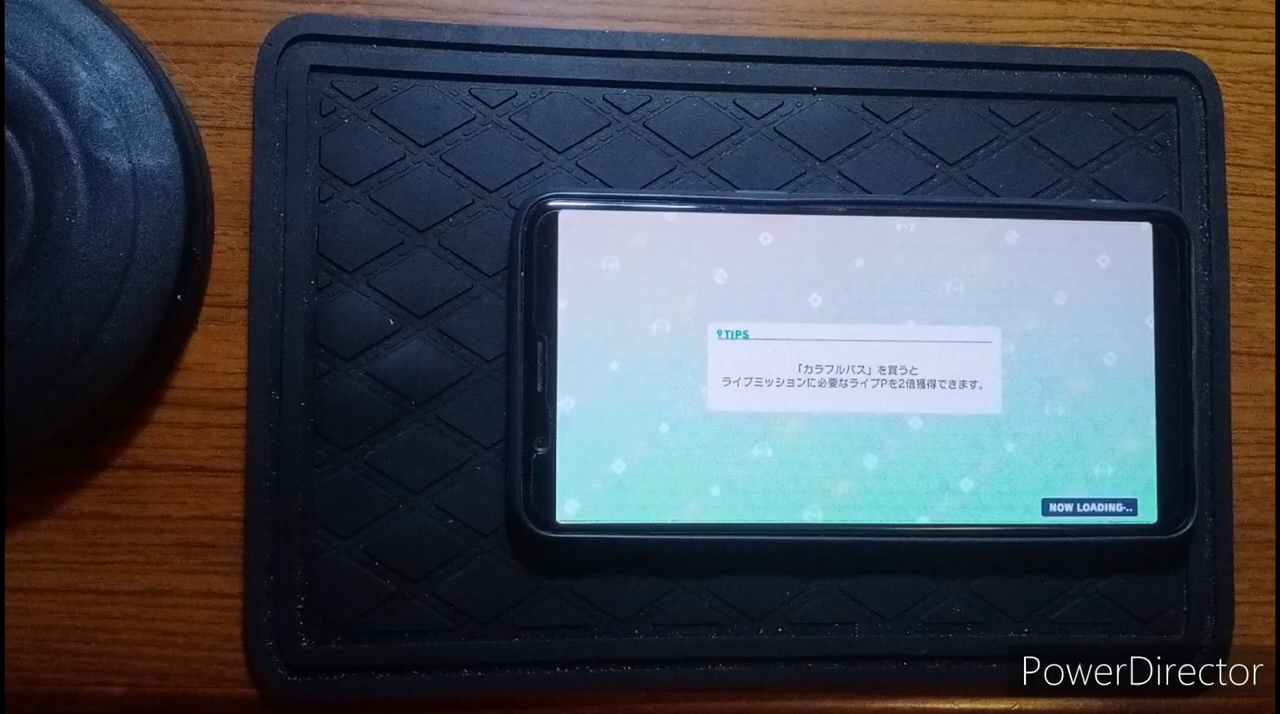 TIPS
「カラフルパス」を買うと
ライブミッションに必要なライブPを2倍獲得できます。
NOW LOADING...
PowerDirector